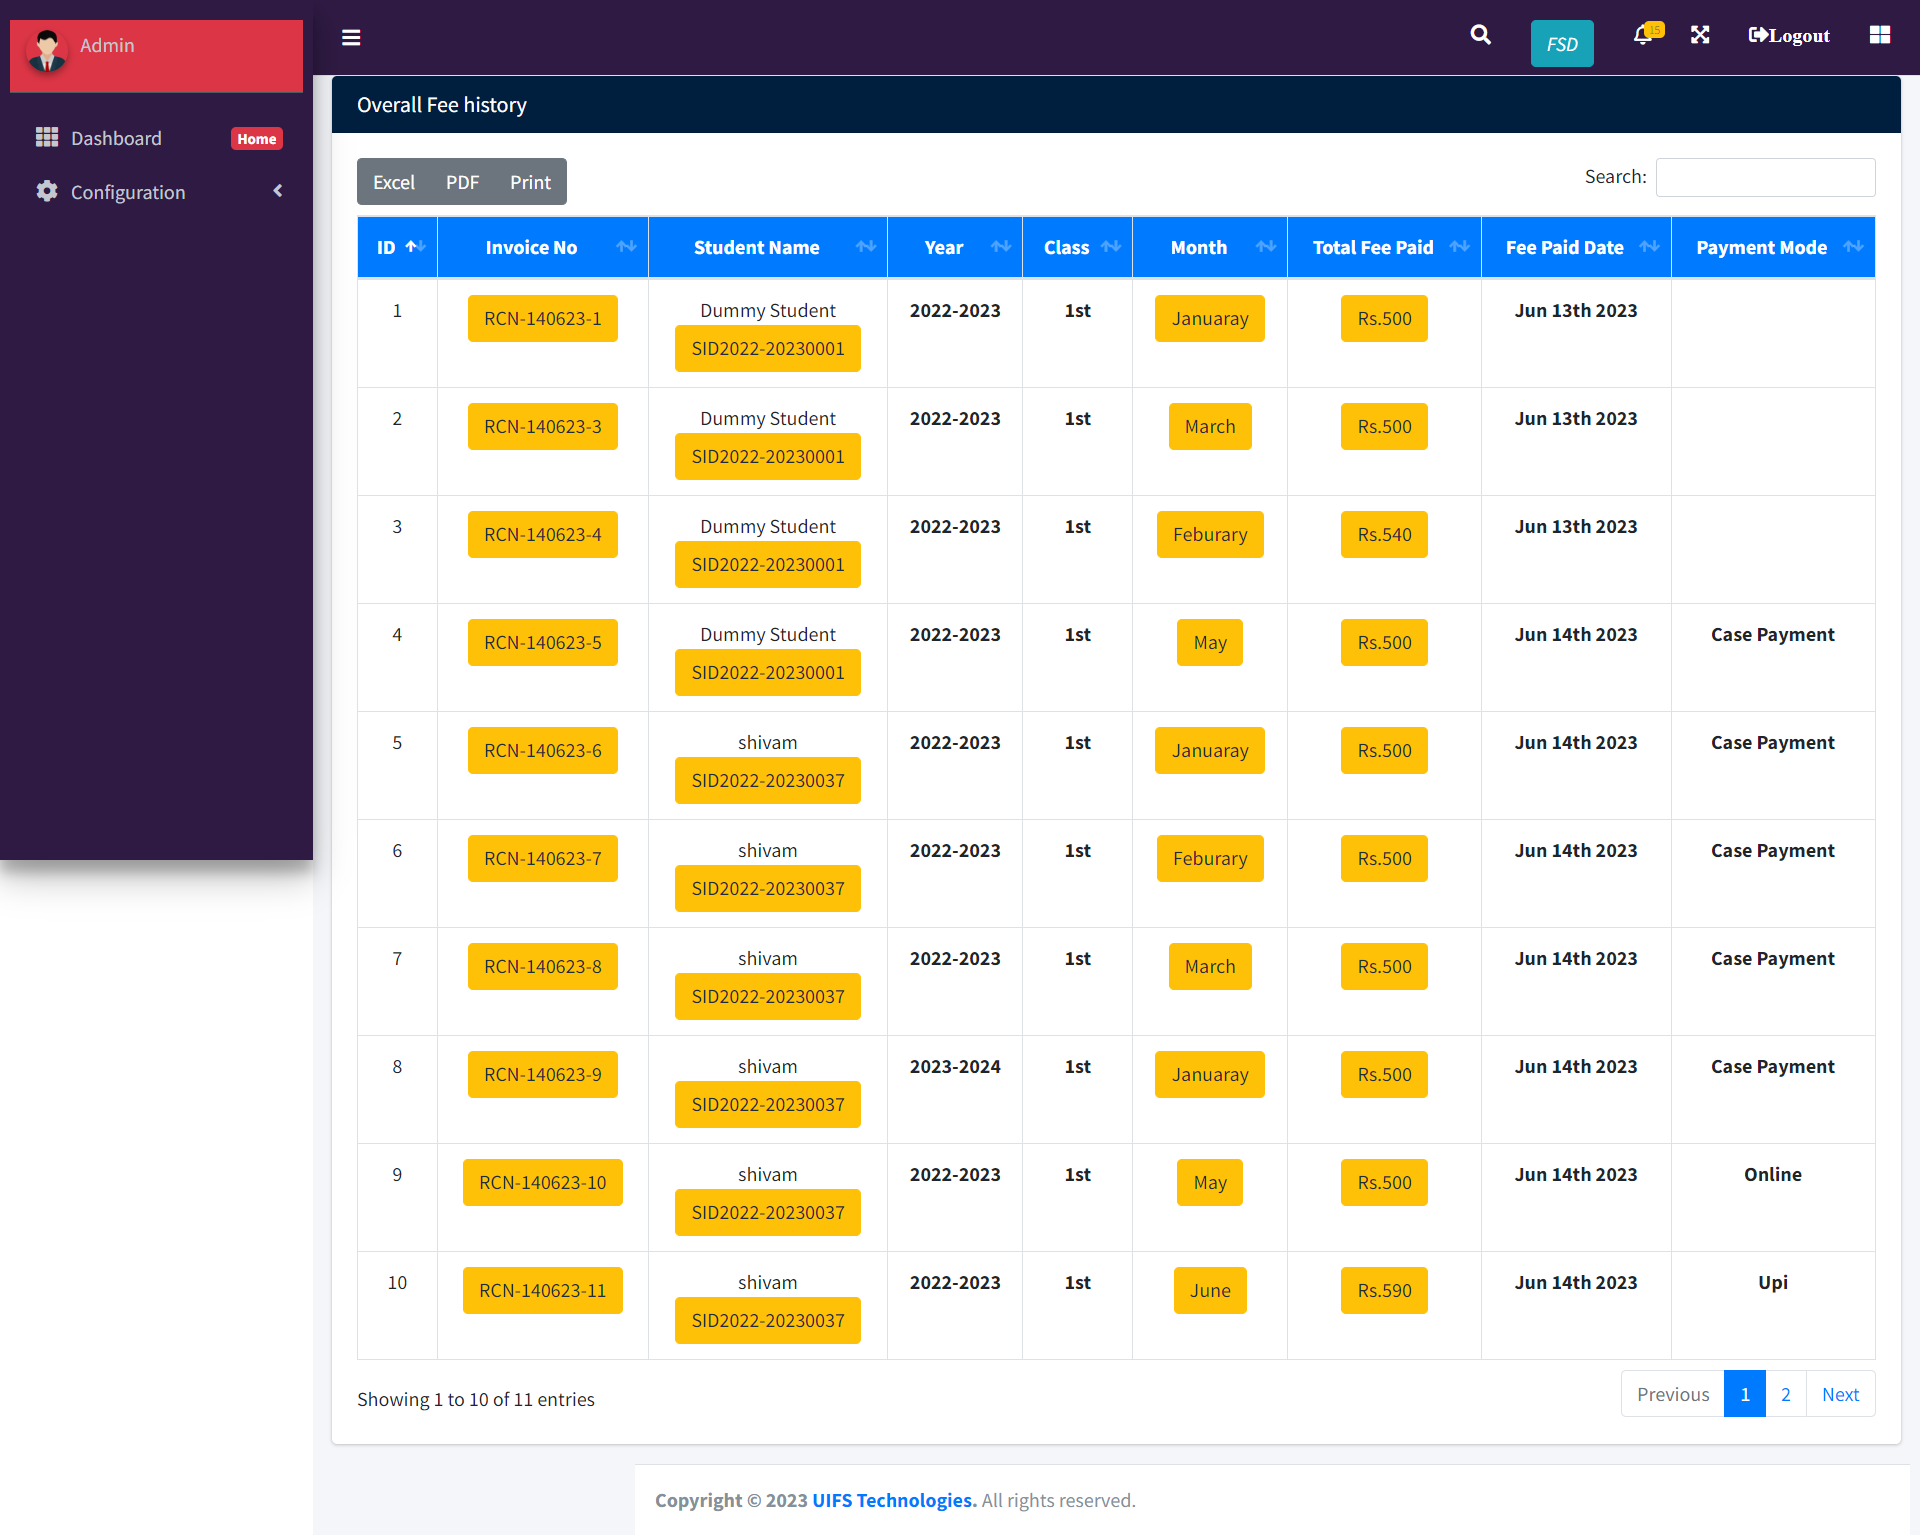 Admin
Dashboard Home
Configuration
FSD 15 Logout
Overall Fee history
Excel PDF Print
Search:
ID Invoice No Student Name Year Class Month Total Fee Paid Fee Paid Date Payment Mode
1 RCN-140623-1 Dummy Student 2022-2023 1st Januaray Rs.500 Jun 13th 2023
SID2022-20230001
2 RCN-140623-3 Dummy Student 2022-2023 1st March Rs.500 Jun 13th 2023
SID2022-20230001
3 RCN-140623-4 Dummy Student 2022-2023 1st Feburary Rs.540 Jun 13th 2023
SID2022-20230001
4 RCN-140623-5 Dummy Student 2022-2023 1st May Rs.500 Jun 14th 2023 Case Payment
SID2022-20230001
5 RCN-140623-6 shivam 2022-2023 1st Januaray Rs.500 Jun 14th 2023 Case Payment
SID2022-20230037
6 RCN-140623-7 shivam 2022-2023 1st Feburary Rs.500 Jun 14th 2023 Case Payment
SID2022-20230037
7 RCN-140623-8 shivam 2022-2023 1st March Rs.500 Jun 14th 2023 Case Payment
SID2022-20230037
8 RCN-140623-9 shivam 2023-2024 1st Januaray Rs.500 Jun 14th 2023 Case Payment
SID2022-20230037
9 RCN-140623-10 shivam 2022-2023 1st May Rs.500 Jun 14th 2023 Online
SID2022-20230037
10 RCN-140623-11 shivam 2022-2023 1st June Rs.590 Jun 14th 2023 Upi
SID2022-20230037
Showing 1 to 10 of 11 entries
Previous 1 2 Next
Copyright © 2023 UIFS Technologies. All rights reserved.